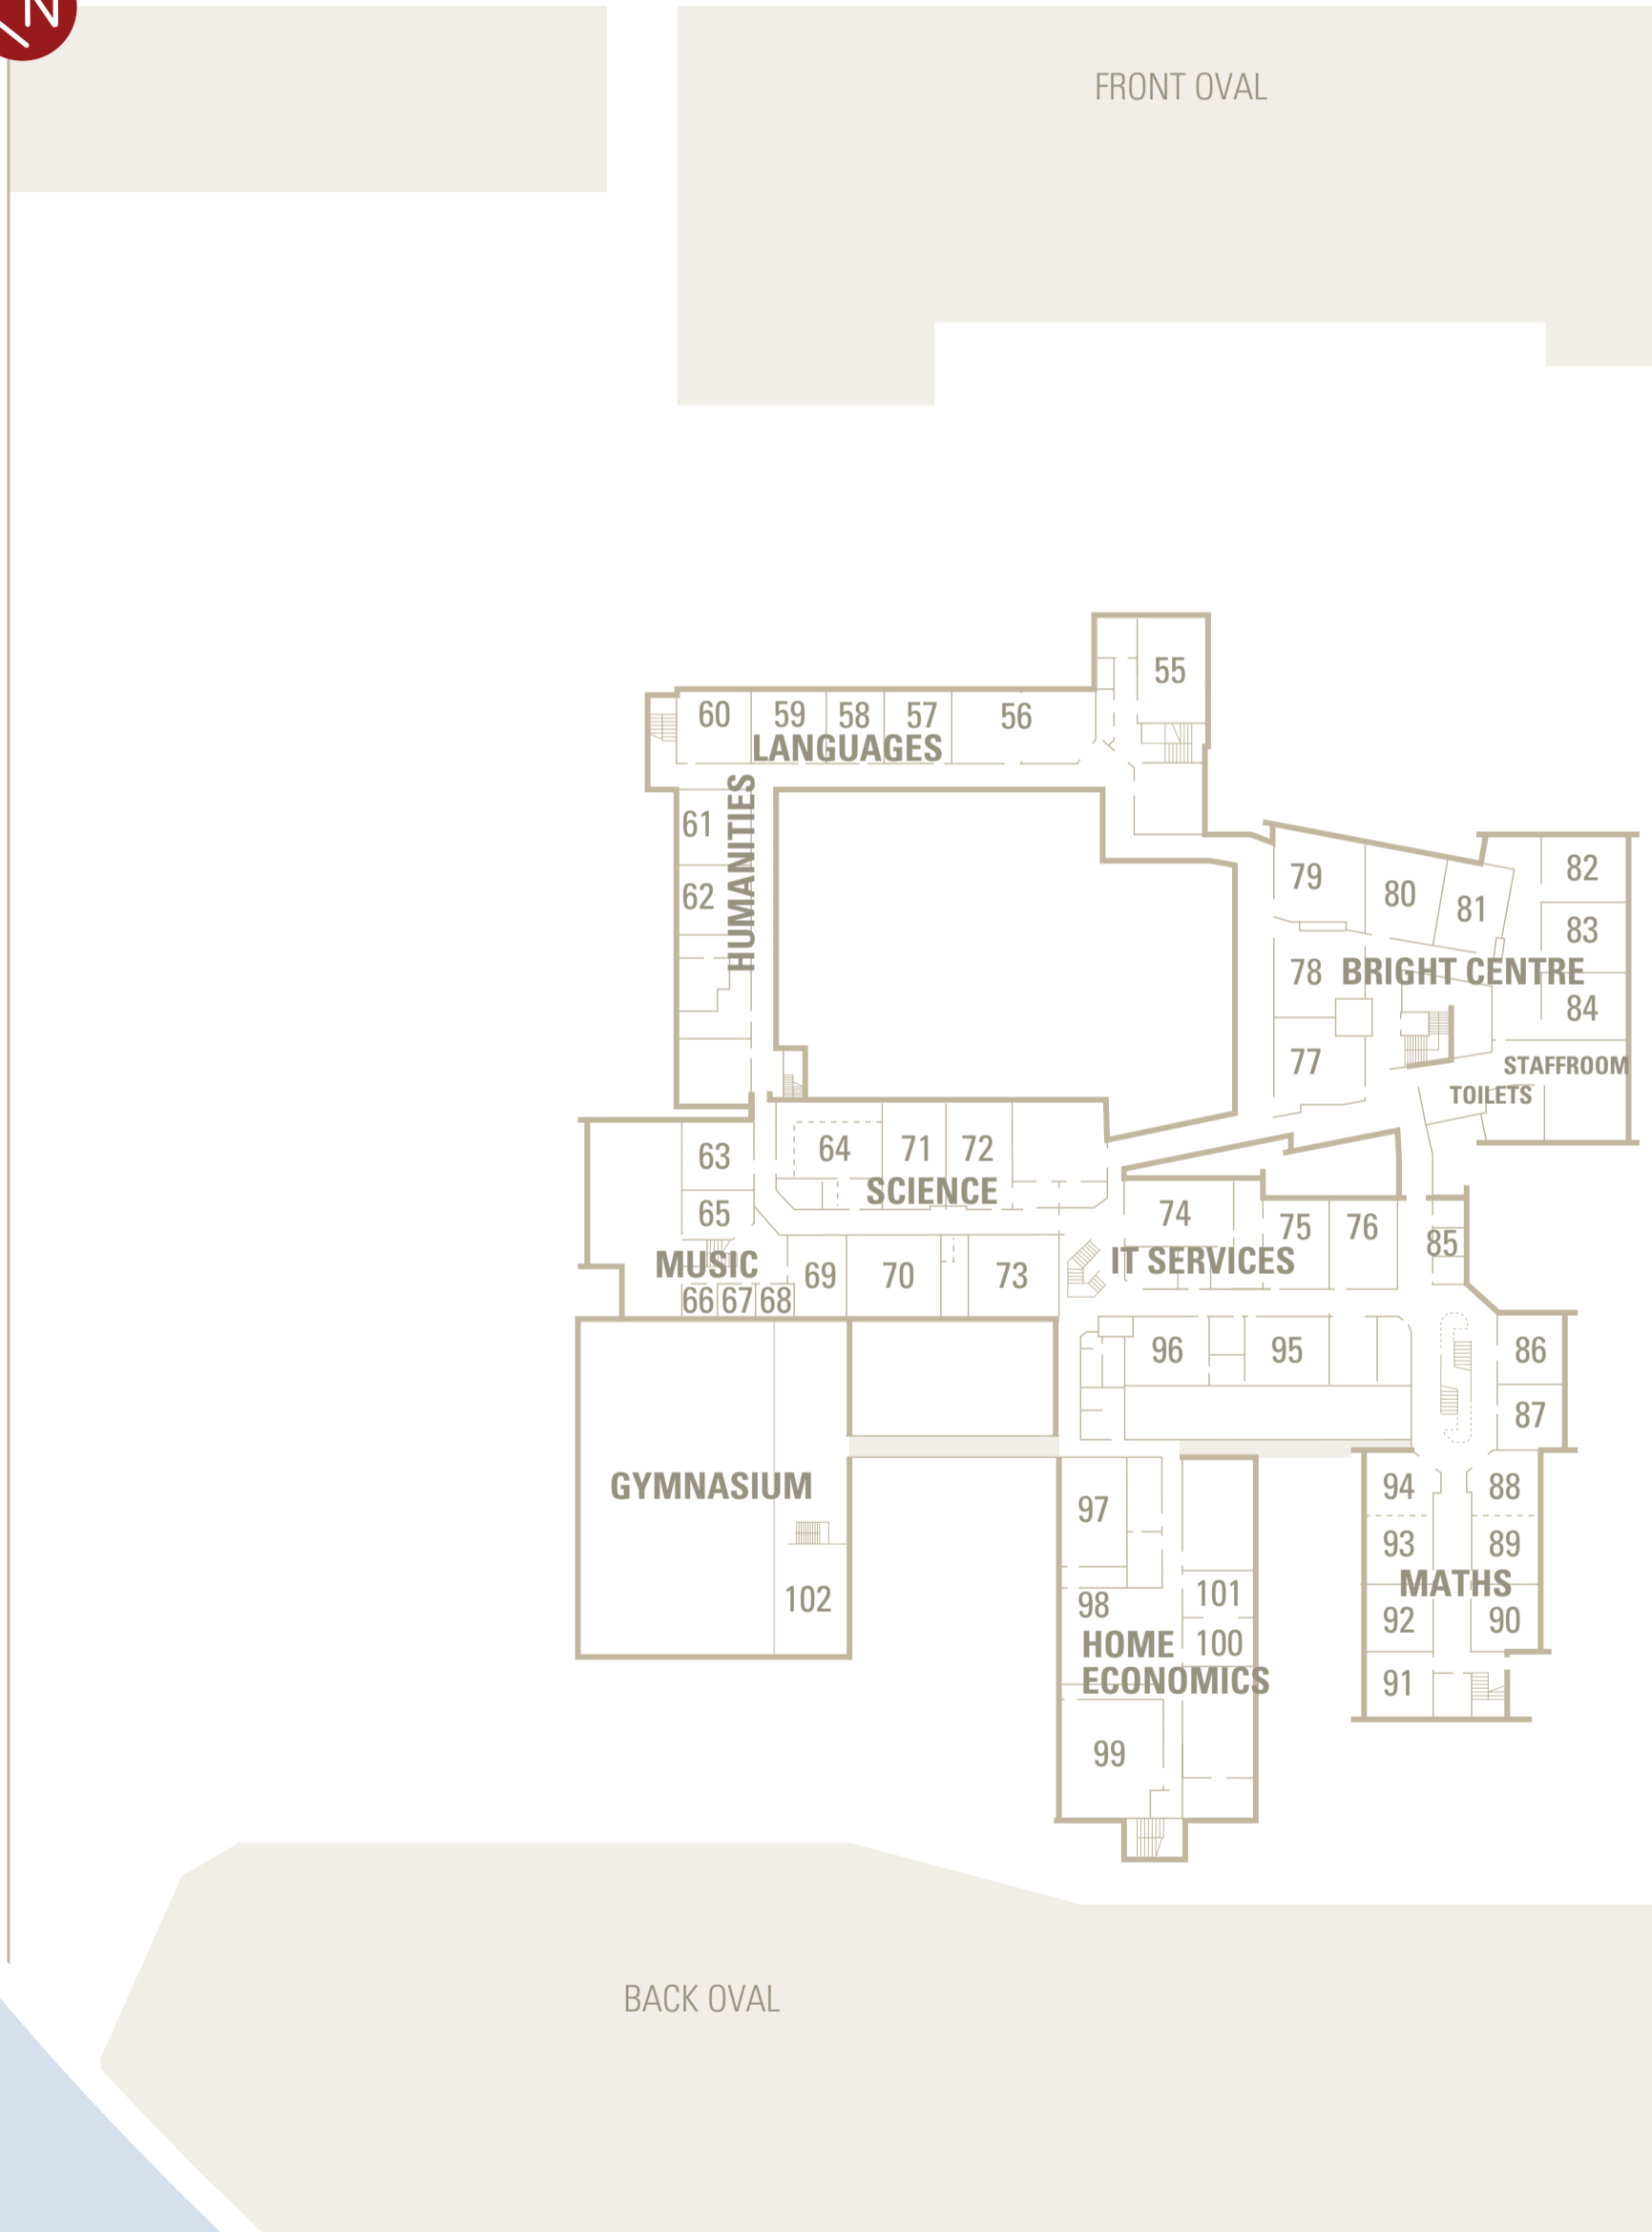 N
FRONT OVAL
55
60 59 58 57 56
LANGUAGES
HUMANITIES
61
62
79 80 81 82
83
78 BRIGHT CENTRE
84
77
STAFFROOM
TOILETS
63 64 71 72
SCIENCE
65 74 75 76 85
MUSIC IT SERVICES
69 70 73
66 67 68
96 95 86
87
GYMNASIUM
94 88
97
93 89
MATHS
102 98 101
92 90
HOME 100
ECONOMICS
91
99
BACK OVAL